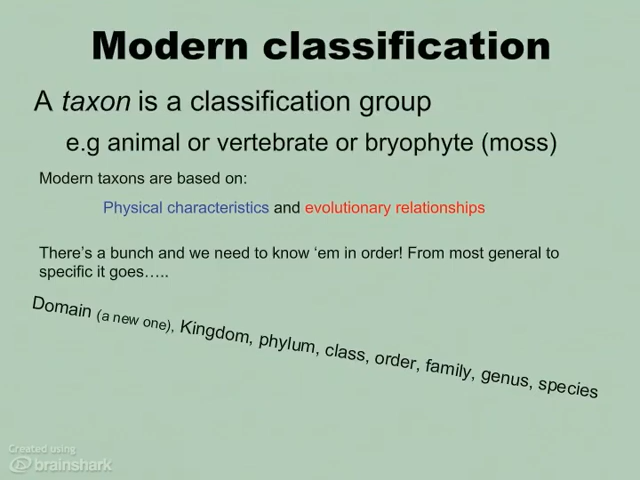 Modern classification
A taxon is a classification group
e.g animal or vertebrate or bryophyte (moss)
Modern taxons are based on:
Physical characteristics and evolutionary relationships
There's a bunch and we need to know ‘em in order! From most general to
specific it goes…..
Domain (a new one), Kingdom, phylum, class, order, family, genus, species
Created using
brainshark